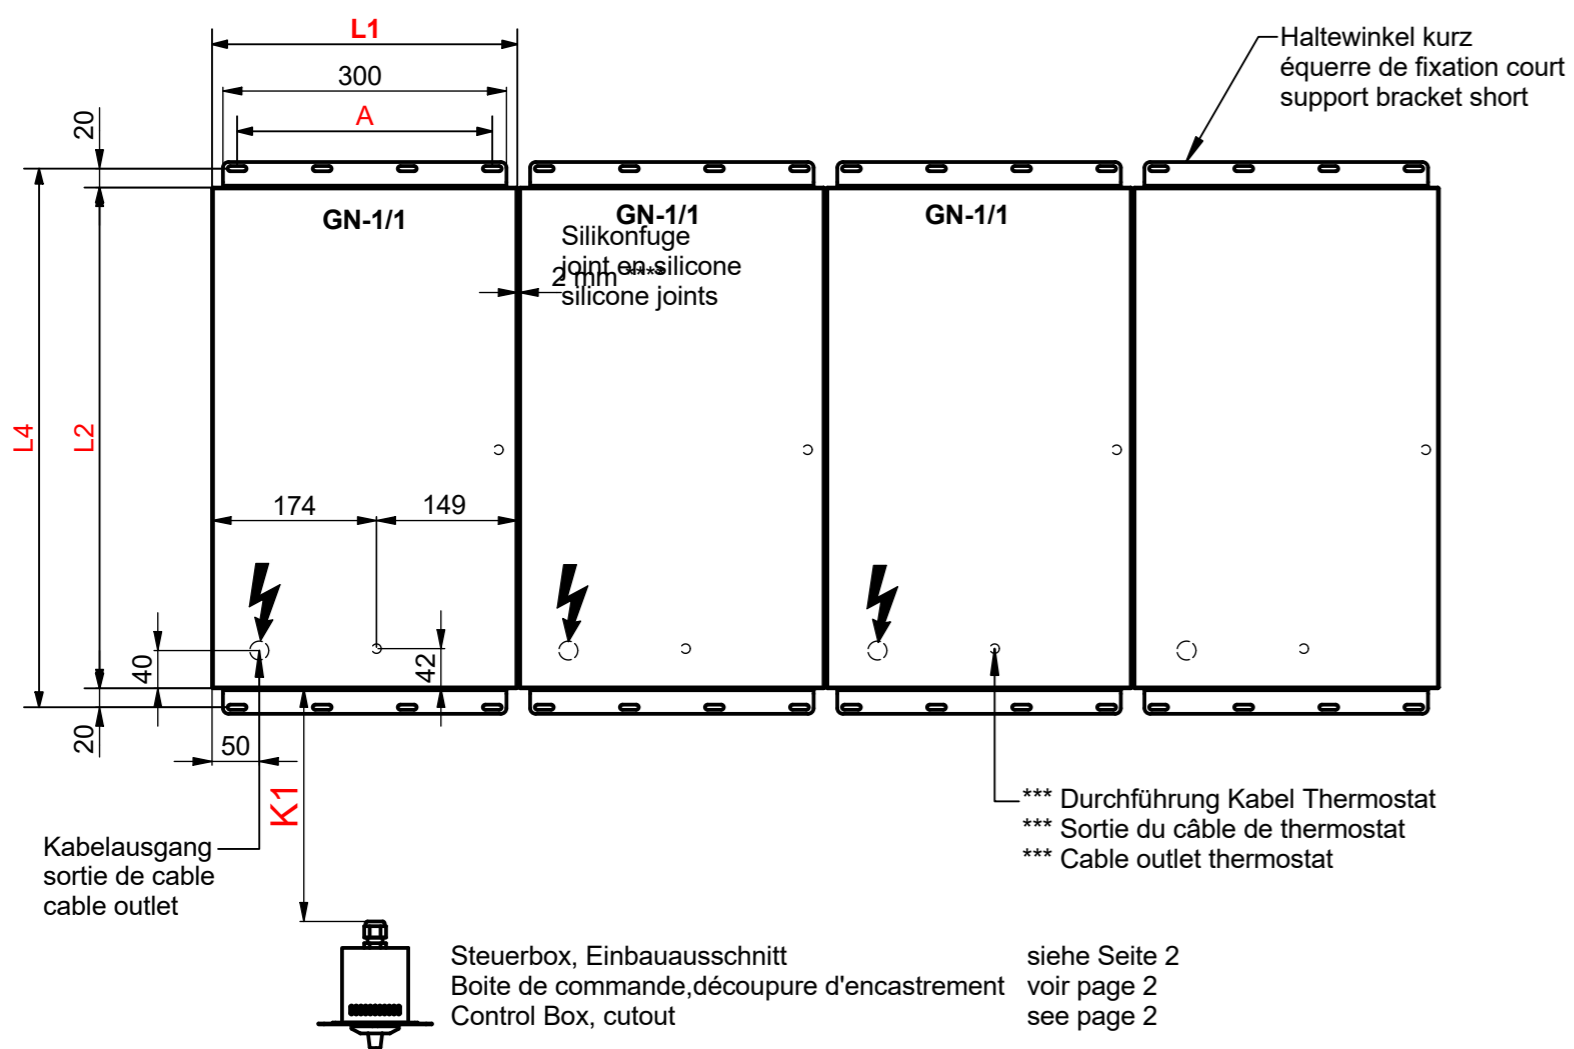 L1
300
A
20
Haltewinkel kurz
équerre de fixation court
support bracket short
GN-1/1
GN-1/1
GN-1/1
Silikonfuge
joint en silicone
2 mm ****
silicone joints
L4
L2
174
149
40
42
20
50
K1
Kabelausgang
sortie de cable
cable outlet
*** Durchführung Kabel Thermostat
*** Sortie du câble de thermostat
*** Cable outlet thermostat
Steuerbox, Einbauausschnitt siehe Seite 2
Boite de commande,découpure d'encastrement voir page 2
Control Box, cutout see page 2